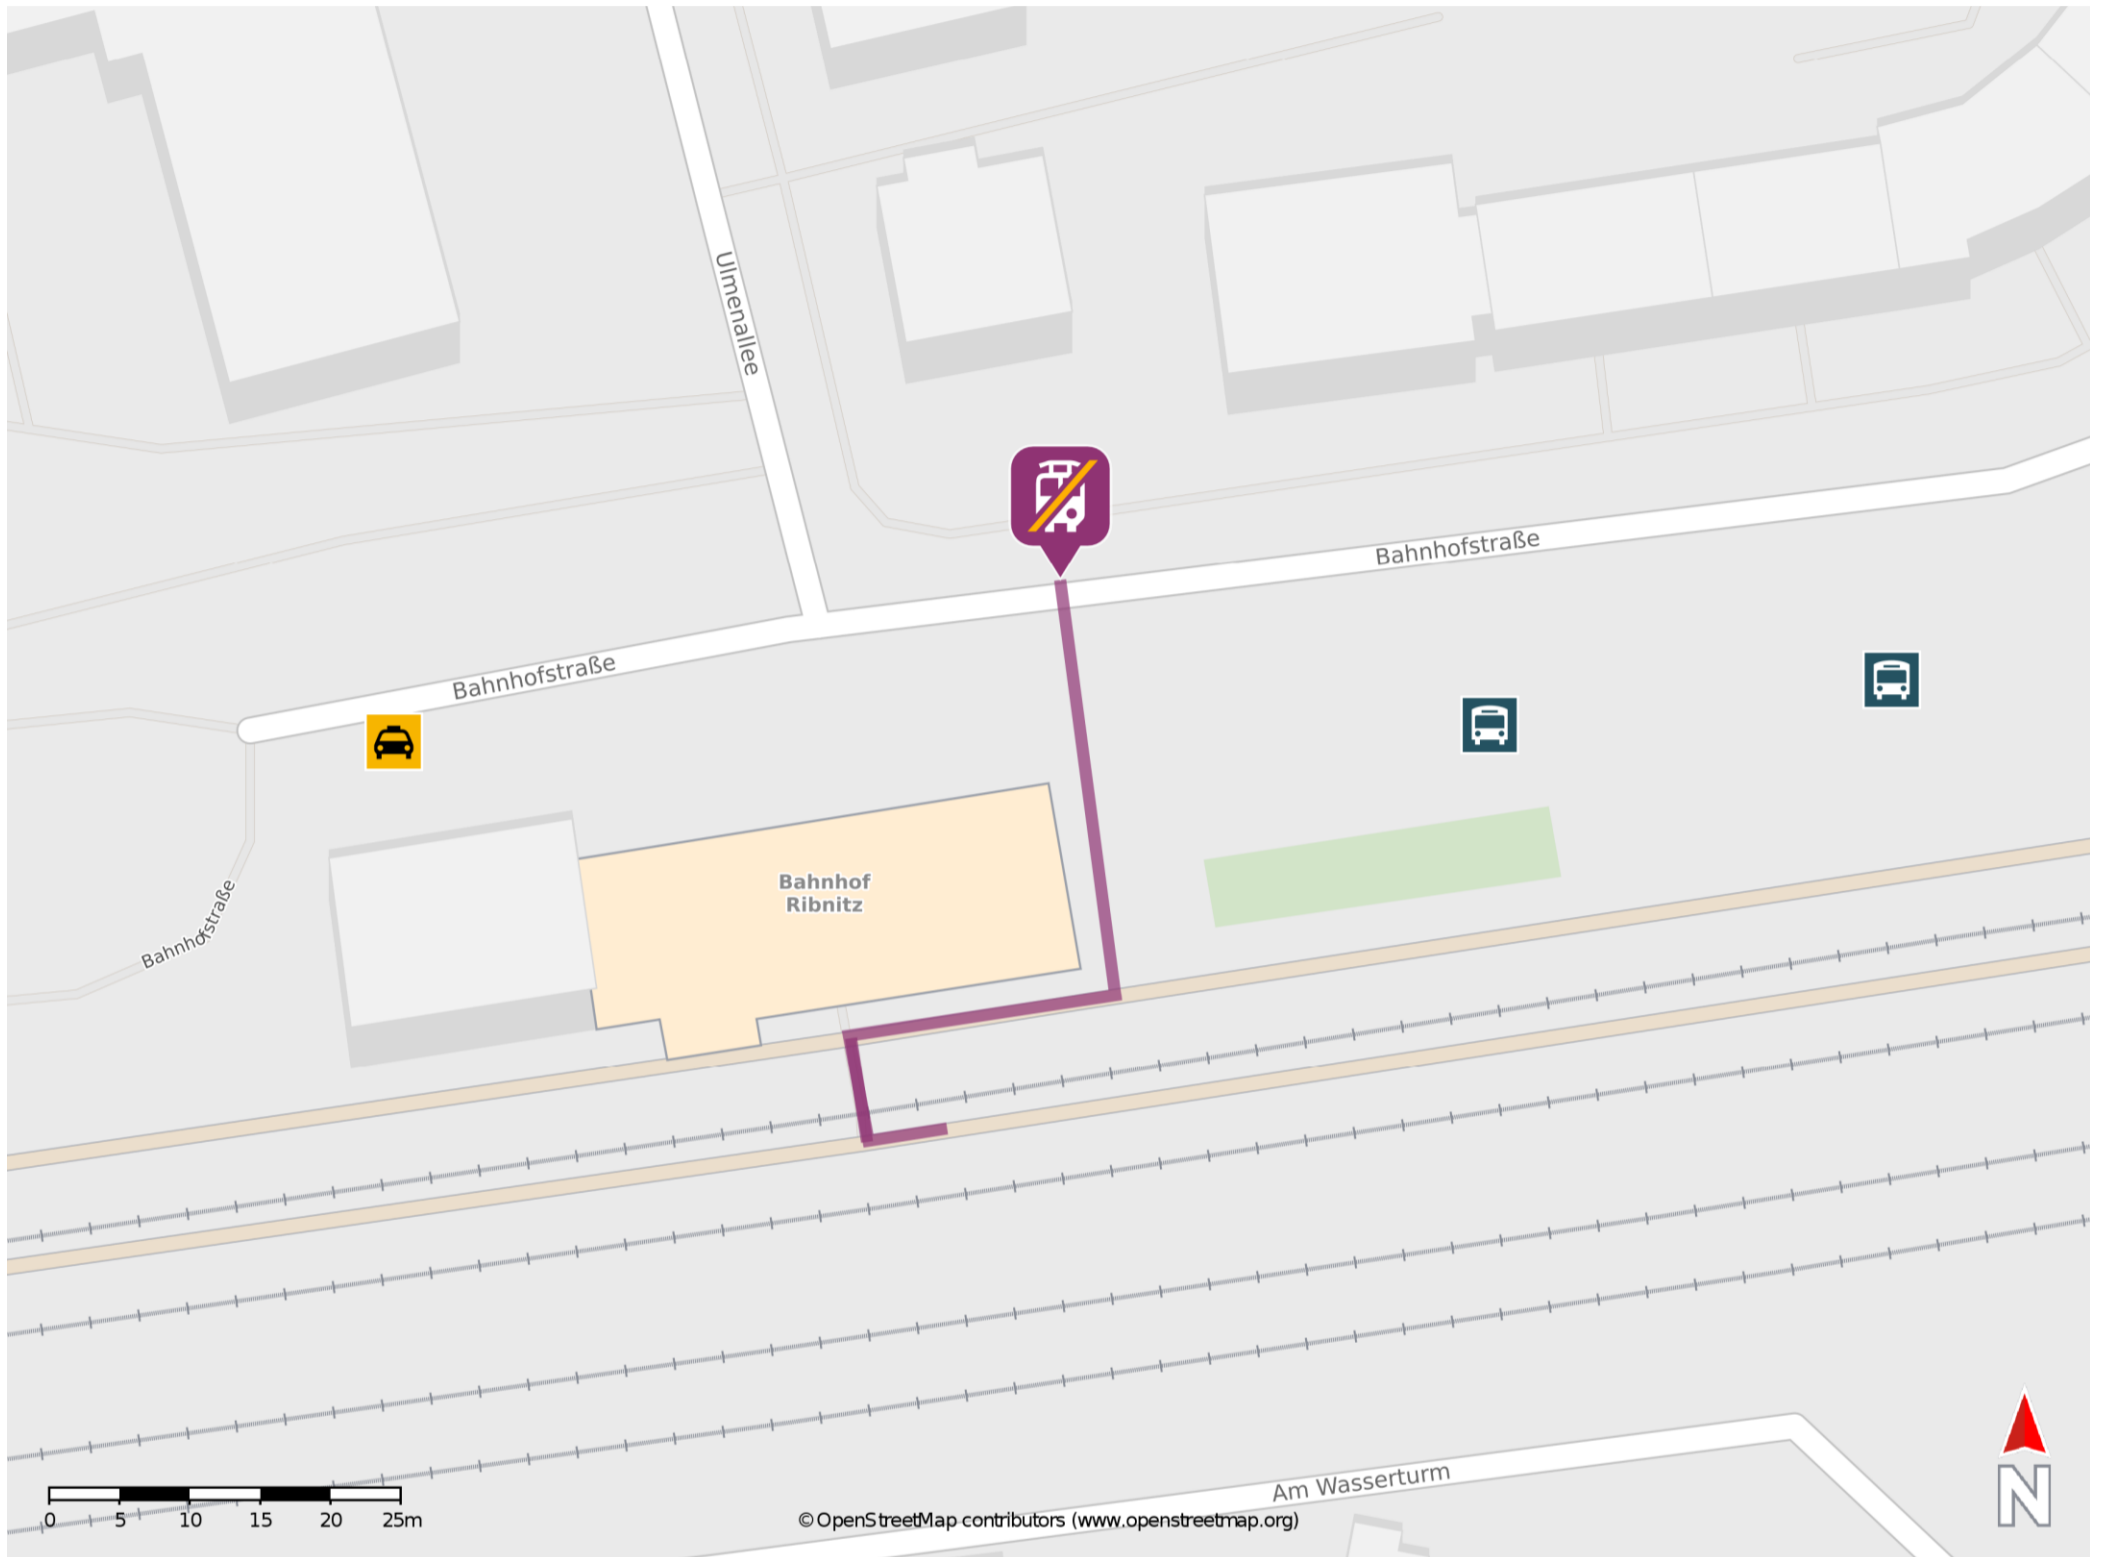 Ulmenallee
Bahnhofstraße
Bahnhofstraße
Bahnhof
Ribnitz
Bahnhofstraße
Am Wasserturm
0 5 10 15 20 25m
©OpenStreetMap contributors (www.openstreetmap.org)
N